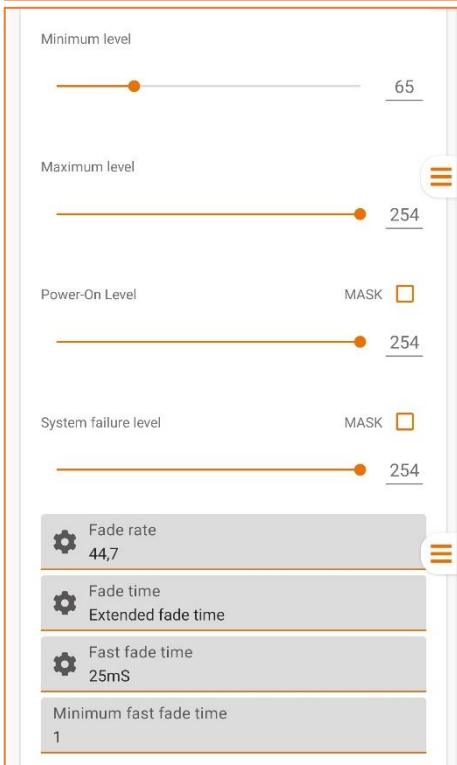 Minimum level
65
Maximum level
254
Power-On Level MASK
254
System failure level MASK
254
Fade rate
44,7
Fade time
Extended fade time
Fast fade time
25mS
Minimum fast fade time
1